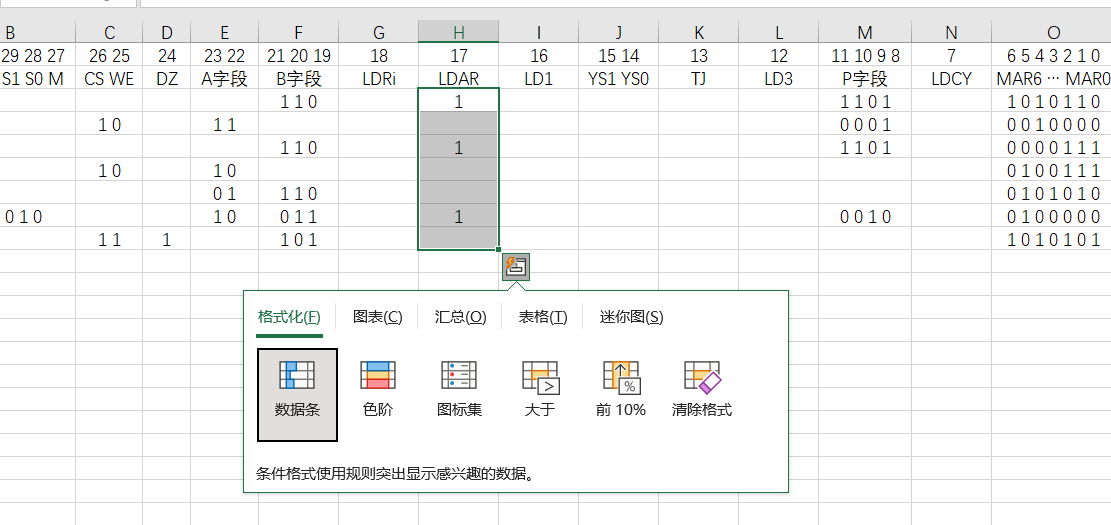 B C D E F G H I J K L M N O
29 28 27 26 25 24 23 22 21 20 19 18 17 16 15 14 13 12 11 10 9 8 7 6 5 4 3 2 1 0
S1 S0 M CS WE DZ A字段 B字段 LDRi LDAR LD1 YS1 YS0 TJ LD3 P字段 LDCY MAR6 … MAR0
1 1 0 1 1 1 0 1 1 0 1 0 1 1 0
1 0 1 1 0 0 0 1 0 0 1 0 0 0 0
1 1 0 1 1 1 0 1 0 0 0 0 1 1 1
1 0 1 0 0 1 0 0 1 1 1
0 1 1 1 0 0 1 0 1 0 1 0
0 1 0 1 0 0 1 1 1 0 0 1 0 0 1 0 0 0 0 0
1 1 1 1 0 1 1 0 1 0 1 0 1
格式化(F) 图表(C) 汇总(O) 表格(T) 迷你图(S)
%
数据条 色阶 图标集 大于 前 10% 清除格式
条件格式使用规则突出显示感兴趣的数据。